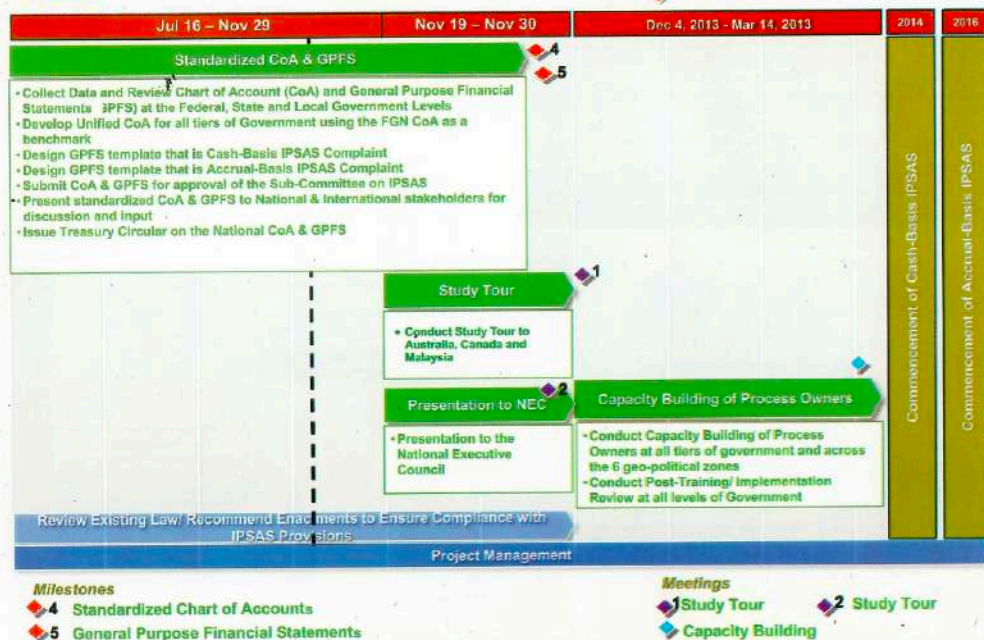 Jul 16 – Nov 29
Nov 19 – Nov 30
Dec 4, 2013 - Mar 14, 2013
2014
2016
Standardized CoA & GPFS
4
5
• Collect Data and Review Chart of Account (CoA) and General Purpose Financial
Statements GPFS) at the Federal, State and Local Government Levels
• Develop Unified CoA for all tiers of Government using the FGN CoA as a
benchmark
• Design GPFS template that is Cash-Basis IPSAS Complaint
• Design GPFS template that is Accrual-Basis IPSAS Complaint
• Submit CoA & GPFS for approval of the Sub-Committee on IPSAS
• Present standardized CoA & GPFS to National & International stakeholders for
discussion and input
• Issue Treasury Circular on the National CoA & GPFS
Study Tour
1
• Conduct Study Tour to
Australia, Canada and
Malaysia
Presentation to NEC
2
• Presentation to the
National Executive
Council
Capacity Building of Process Owners
• Conduct Capacity Building of Process
Owners at all tiers of government and across
the 6 geo-political zones
• Conduct Post-Training/ Implementation
Review at all levels of Government
Commencement of Cash-Basis IPSAS
Commencement of Accrual-Basis IPSAS
Review Existing Law/ Recommend Enactments to Ensure Compliance with
IPSAS Provisions
Project Management
Milestones
4 Standardized Chart of Accounts
5 General Purpose Financial Statements
Meetings
1 Study Tour
2 Study Tour
Capacity Building